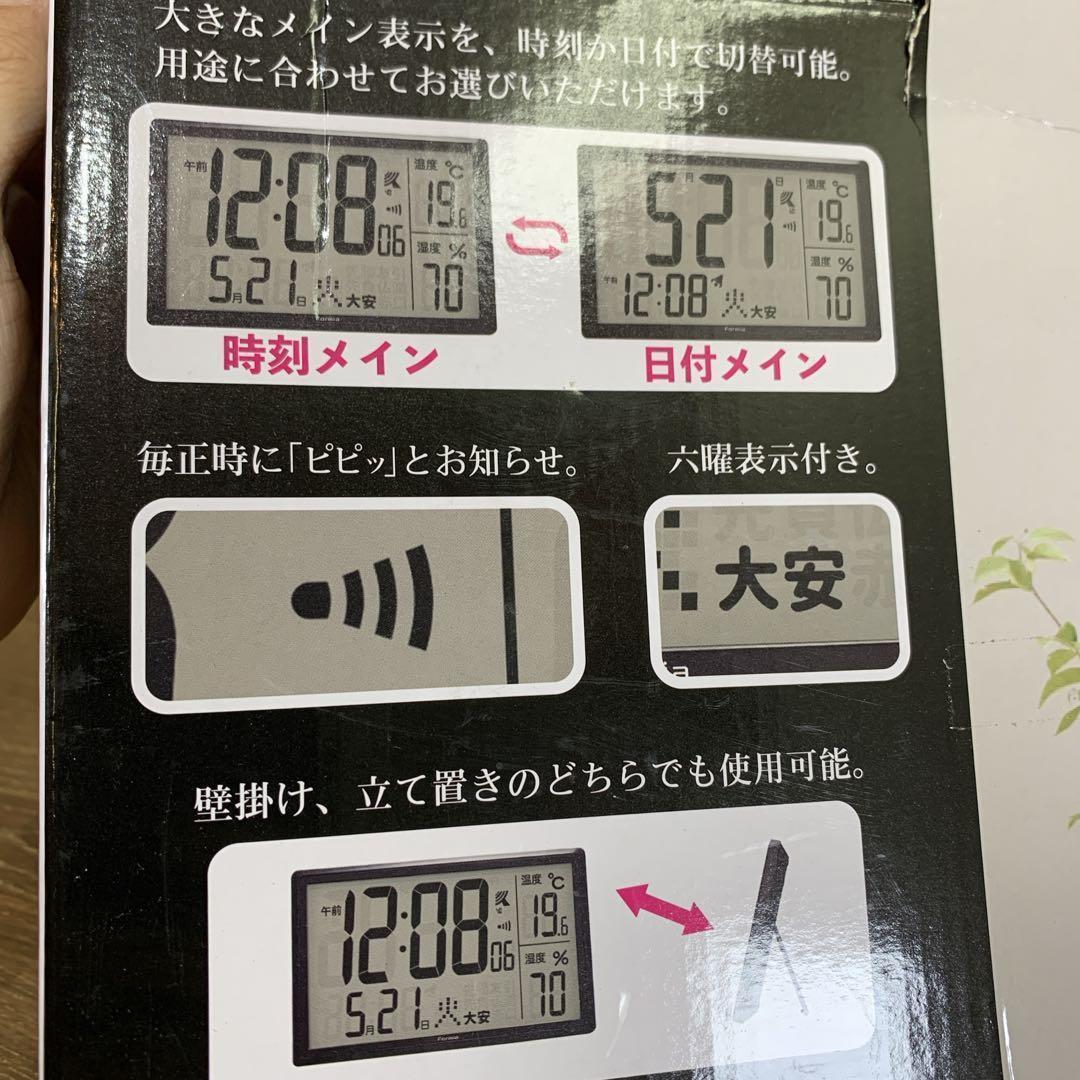 大きなメイン表示を、時刻か日付で切替可能。
用途に合わせてお選びいただけます。
午前 12:08 06
温度 ℃ 19.6
湿度 % 70
5月21日 火 大安
Formia
5月21日
温度 ℃ 19.6
湿度 % 70
午前 12:08 火 大安
Formia
時刻メイン
日付メイン
毎正時に「ピピッ」とお知らせ。
六曜表示付き。
大安
壁掛け、立て置きのどちらでも使用可能。
午前 12:08 06
温度 ℃ 19.6
湿度 % 70
5月21日 火 大安
Formia